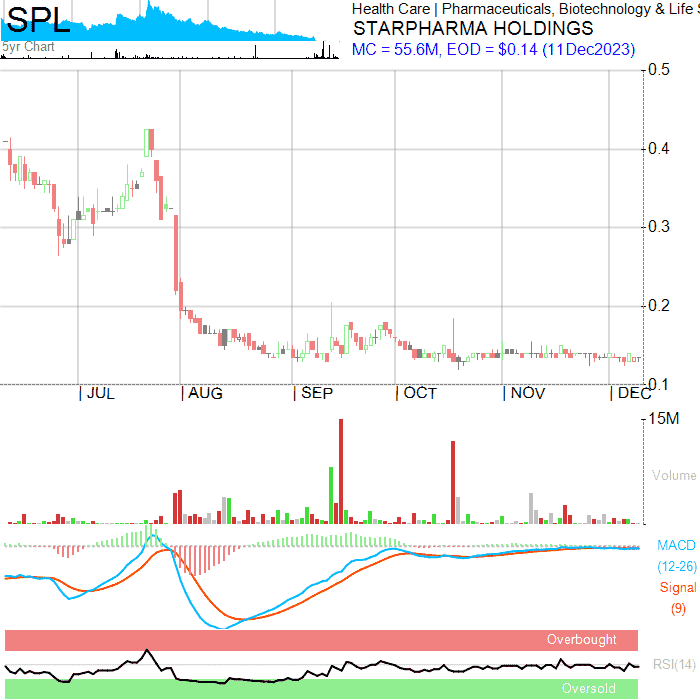 SPL
5yr Chart
Health Care | Pharmaceuticals, Biotechnology & Life S
STARPHARMA HOLDINGS
MC = 55.6M, EOD = $0.14 (11Dec2023)
0.5
0.4
0.3
0.2
0.1
| JUL | AUG | SEP | OCT | NOV | DEC
15M
Volume
MACD
(12-26)
Signal
(9)
Overbought
RSI(14)
Oversold